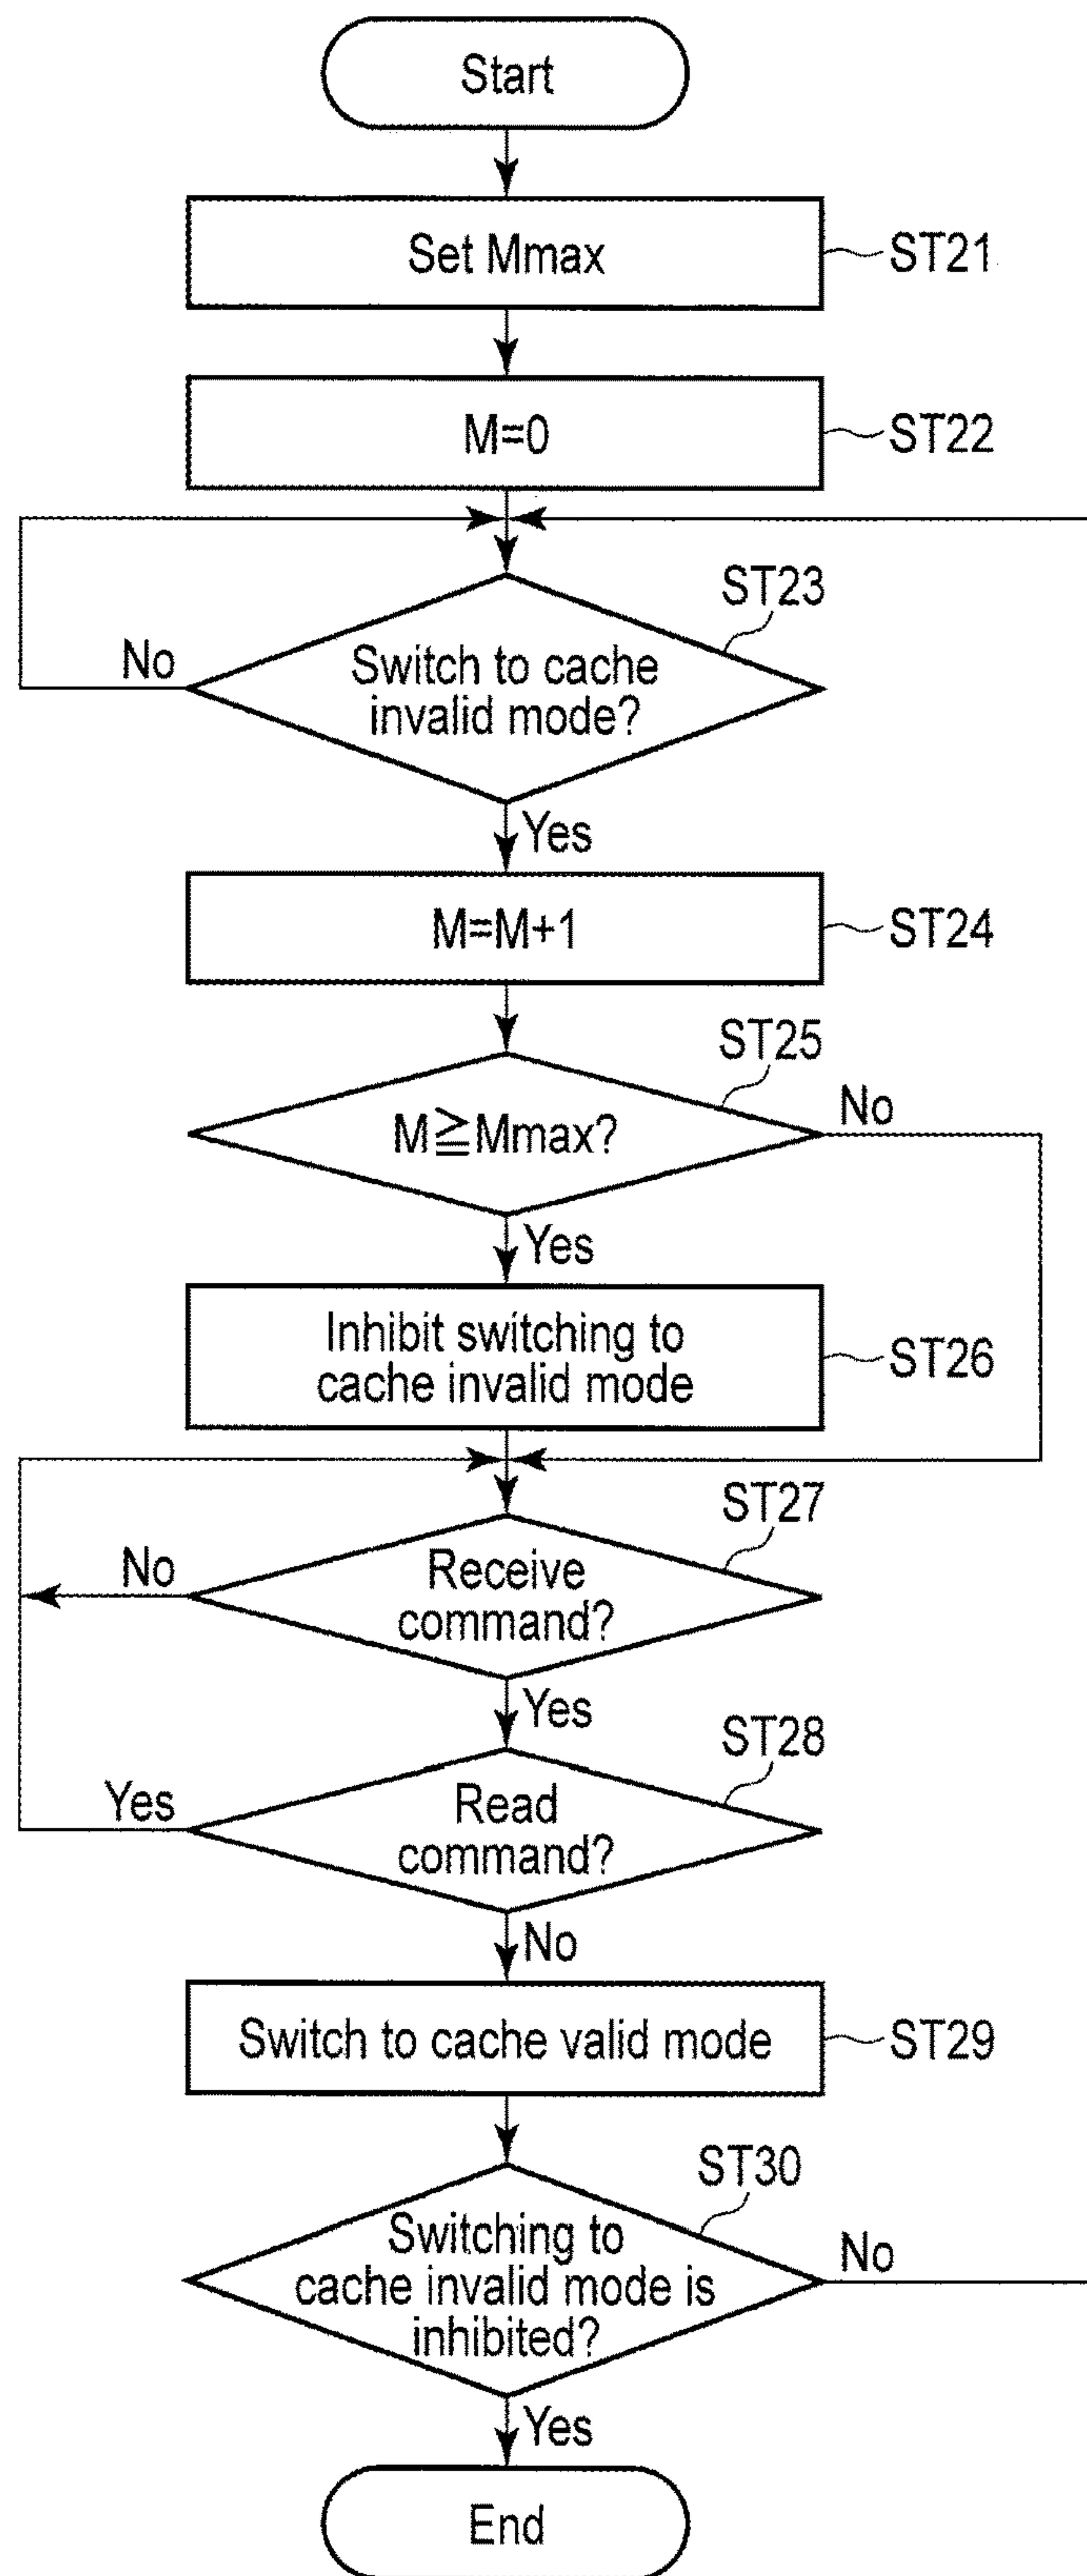 Start
Set Mmax
ST21
M=0
ST22
ST23
No
Switch to cache
invalid mode?
Yes
M=M+1
ST24
ST25
No
M≧Mmax?
Yes
Inhibit switching to
cache invalid mode
ST26
ST27
No
Receive
command?
Yes
ST28
Yes
Read
command?
No
Switch to cache valid mode
ST29
ST30
Switching to
cache invalid mode is
inhibited?
No
Yes
End